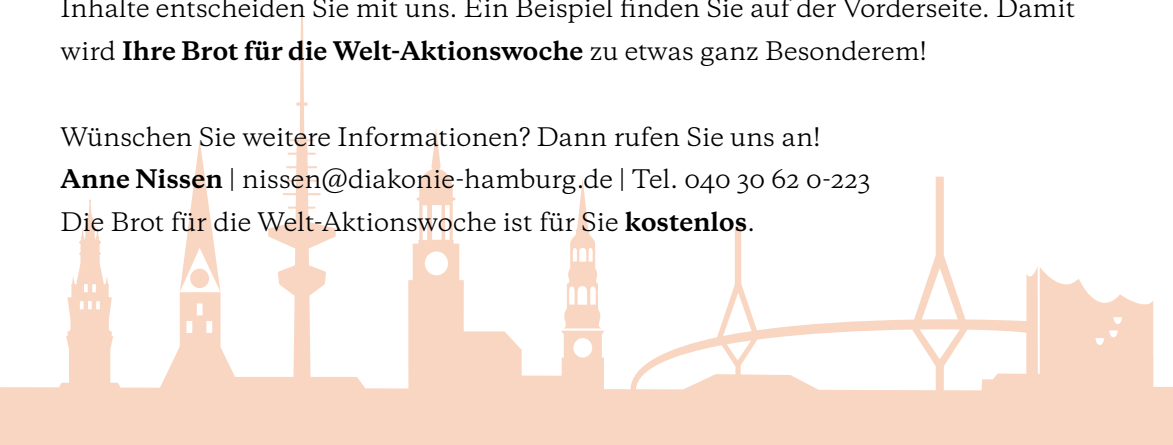 Inhalte entscheiden Sie mit uns. Ein Beispiel finden Sie auf der Vorderseite. Damit
wird Ihre Brot für die Welt-Aktionswoche zu etwas ganz Besonderem!
Wünschen Sie weitere Informationen? Dann rufen Sie uns an!
Anne Nissen | nissen@diakonie-hamburg.de | Tel. 040 30 62 0-223
Die Brot für die Welt-Aktionswoche ist für Sie kostenlos.